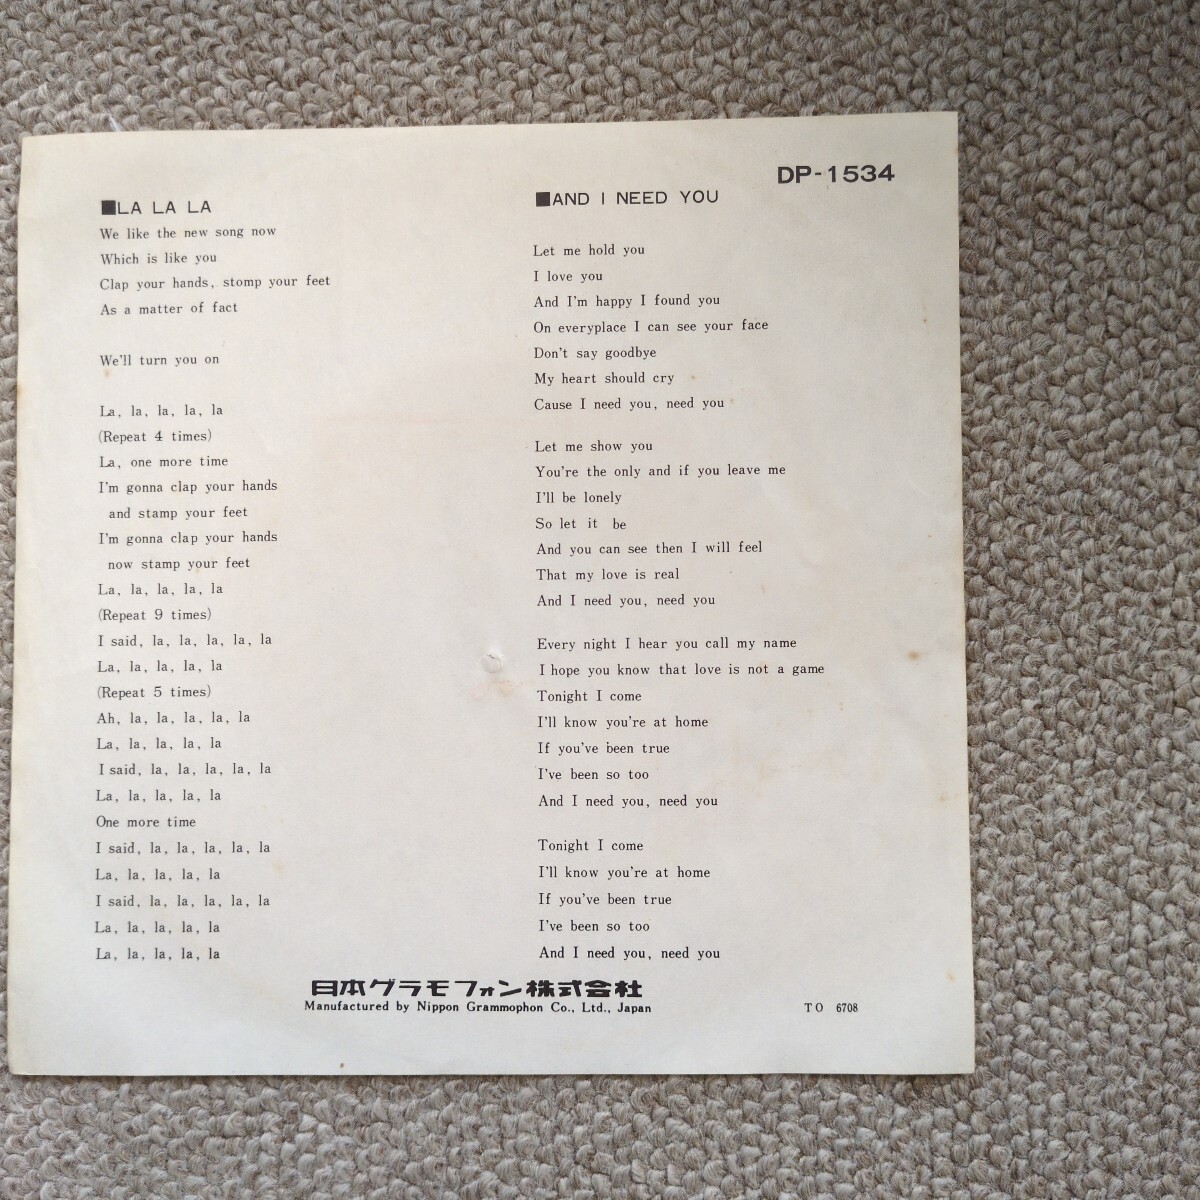 DP-1534
■LA LA LA
We like the new song now
Which is like you
Clap your hands, stomp your feet
As a matter of fact
We'll turn you on
La, la, la, la, la
(Repeat 4 times)
La, one more time
I'm gonna clap your hands
and stamp your feet
I'm gonna clap your hands
now stamp your feet
La, la, la, la, la
(Repeat 9 times)
I said, la, la, la, la, la
La, la, la, la, la
(Repeat 5 times)
Ah, la, la, la, la, la
La, la, la, la, la
I said, la, la, la, la, la
La, la, la, la, la
One more time
I said, la, la, la, la, la
La, la, la, la, la
I said, la, la, la, la, la
La, la, la, la, la
La, la, la, la, la
■AND I NEED YOU
Let me hold you
I love you
And I'm happy I found you
On everyplace I can see your face
Don't say goodbye
My heart should cry
Cause I need you, need you
Let me show you
You're the only and if you leave me
I'll be lonely
So let it be
And you can see then I will feel
That my love is real
And I need you, need you
Every night I hear you call my name
I hope you know that love is not a game
Tonight I come
I'll know you're at home
If you've been true
I've been so too
And I need you, need you
Tonight I come
I'll know you're at home
If you've been true
I've been so too
And I need you, need you
日本グラモフォン株式会社
Manufactured by Nippon Grammophon Co., Ltd., Japan
TO 6708